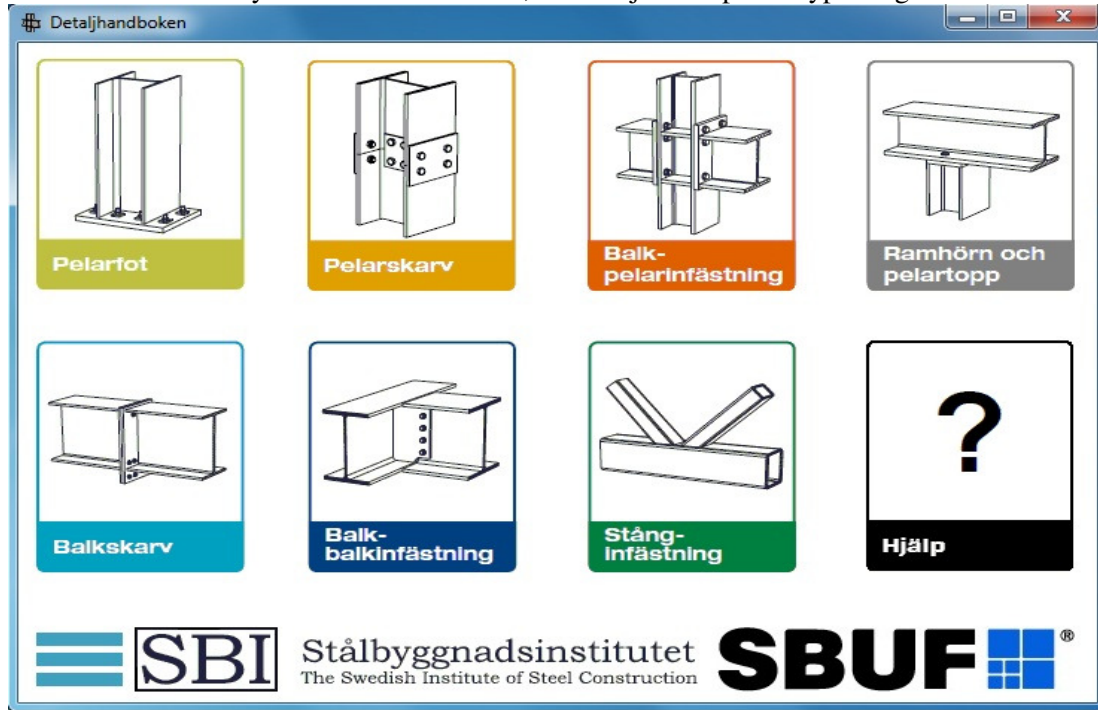 Detaljhandboken
Pelarfot
Pelarskarv
Balk-
pelarinfästning
Ramhörn och
pelartopp
Balkskarv
Balk-
balkinfästning
Stång-
infästning
?
Hjälp
SBI
Stålbyggnadsinstitutet
The Swedish Institute of Steel Construction
SBUF®